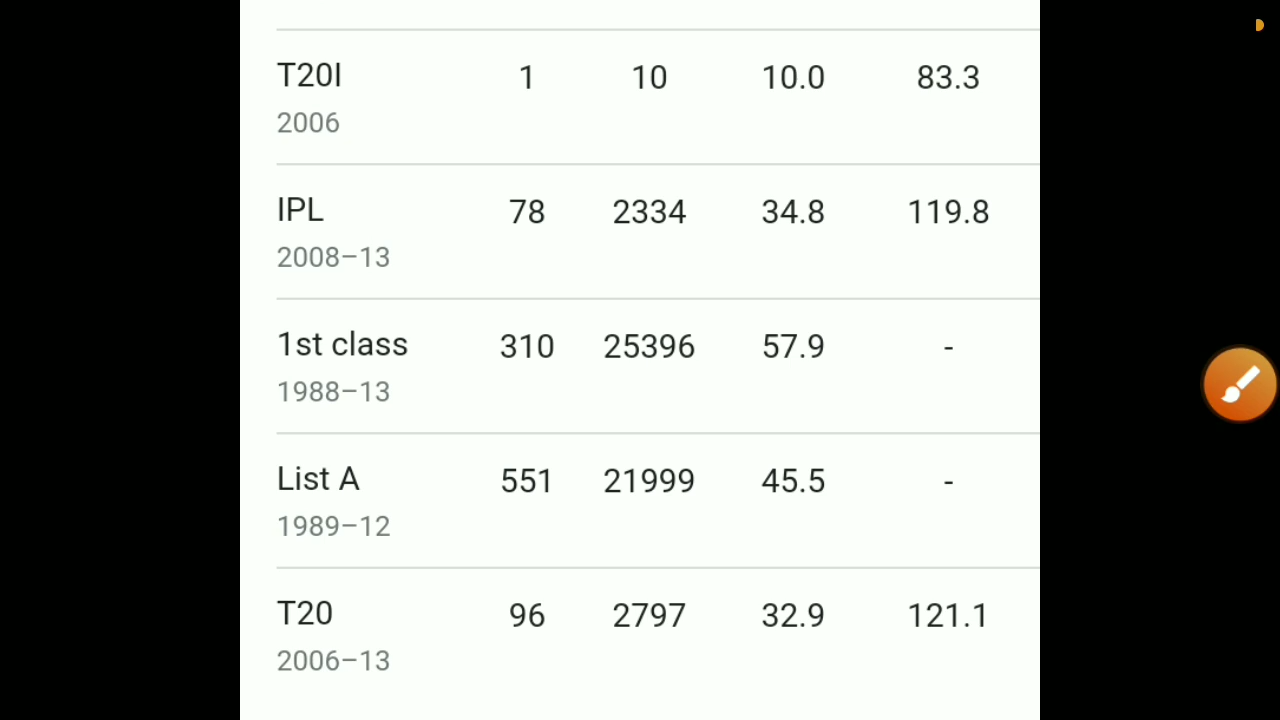 T20I 1 10 10.0 83.3
2006
IPL 78 2334 34.8 119.8
2008–13
1st class 310 25396 57.9 -
1988–13
List A 551 21999 45.5 -
1989–12
T20 96 2797 32.9 121.1
2006–13